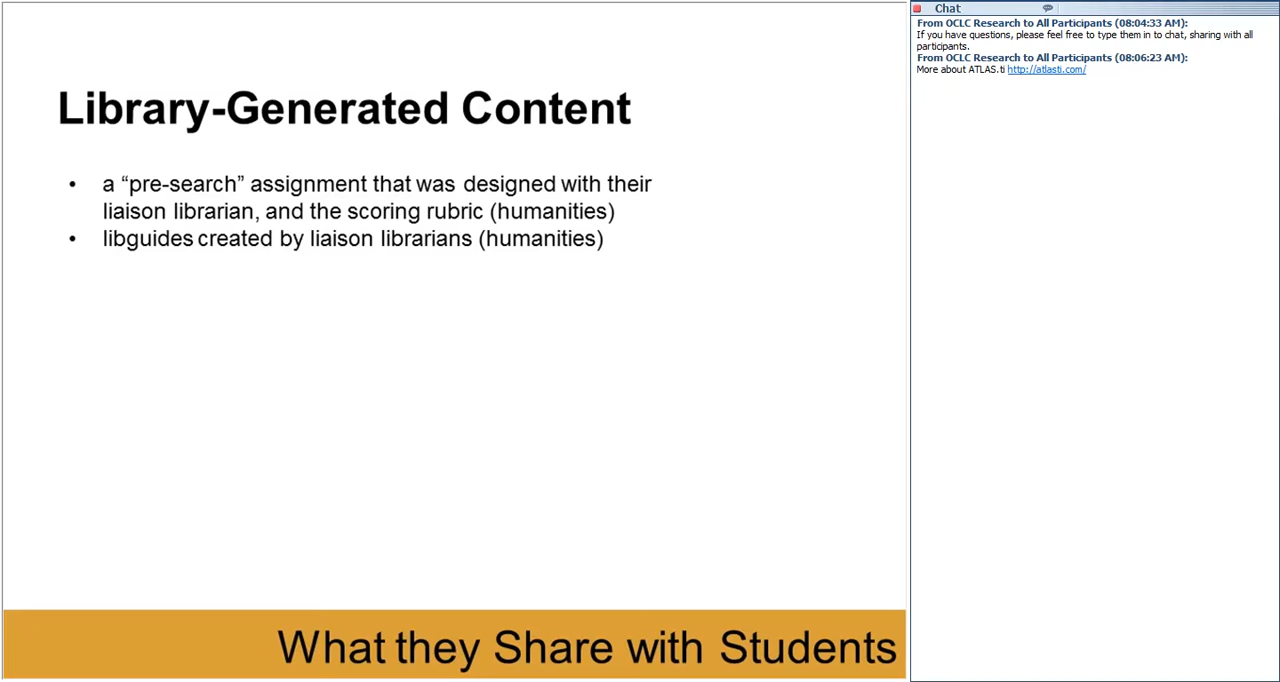 Library-Generated Content
• a “pre-search” assignment that was designed with their
liaison librarian, and the scoring rubric (humanities)
• libguides created by liaison librarians (humanities)
What they Share with Students
Chat
From OCLC Research to All Participants (08:04:33 AM):
If you have questions, please feel free to type them in to chat, sharing with all
participants.
From OCLC Research to All Participants (08:06:23 AM):
More about ATLAS.ti http://atlasti.com/